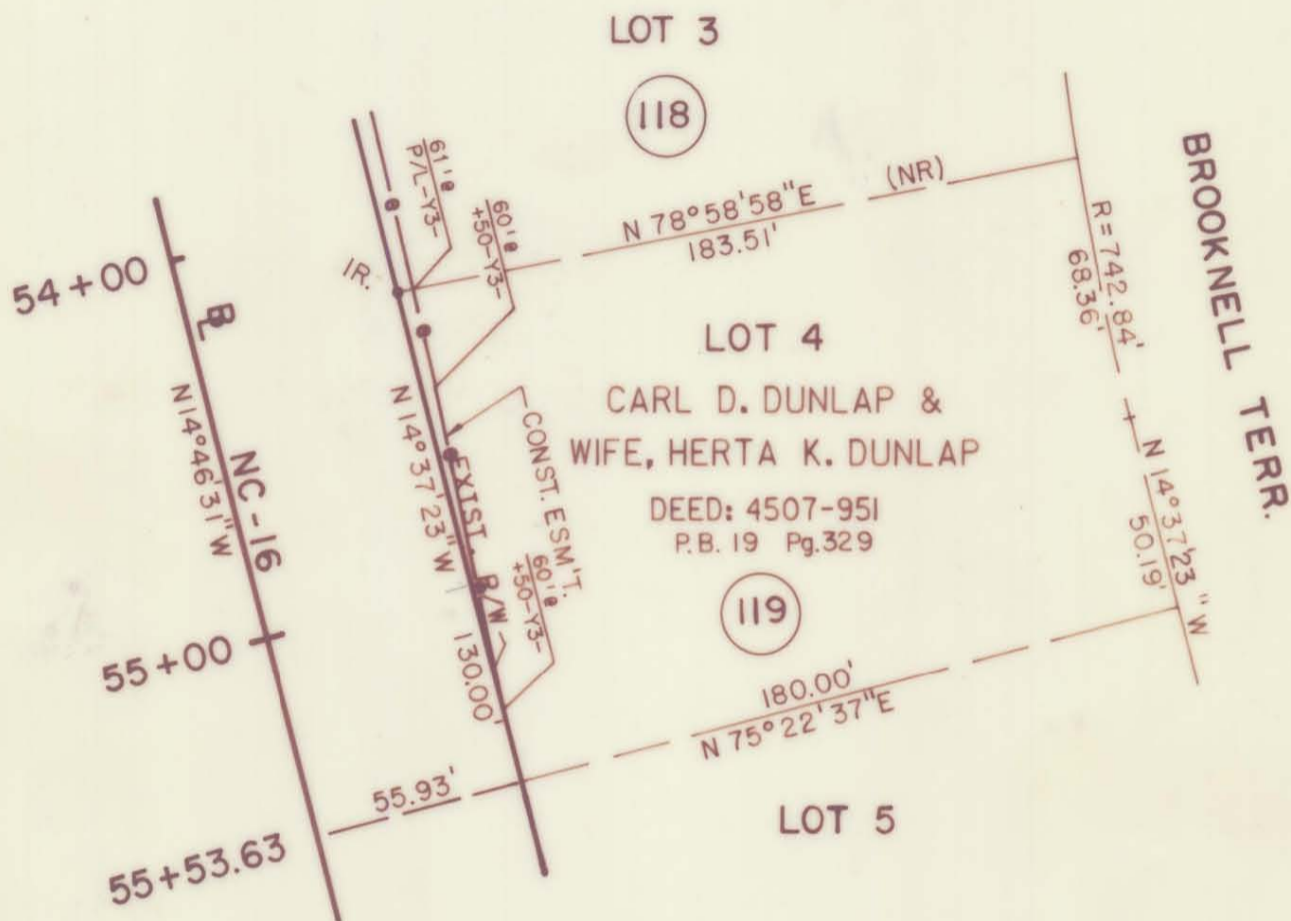 LOT 3
118
61'@
P/L-Y3-
60'@
+50-Y3-
(NR)
N 78°58'58"E
183.51'
IR.
54+00
BL
N14°46'31"W
NC-16
N 14°37'23"W
130.00'
EXIST.
R/W
CONST. ESM'T.
60'@
+50-Y3-
LOT 4
CARL D. DUNLAP &
WIFE, HERTA K. DUNLAP
DEED: 4507-951
P.B. 19 Pg.329
119
R=742.84'
68.36'
BROOKNELL TERR.
N 14°37'23"W
50.19'
55+00
180.00'
N 75°22'37"E
55.93'
55+53.63
LOT 5